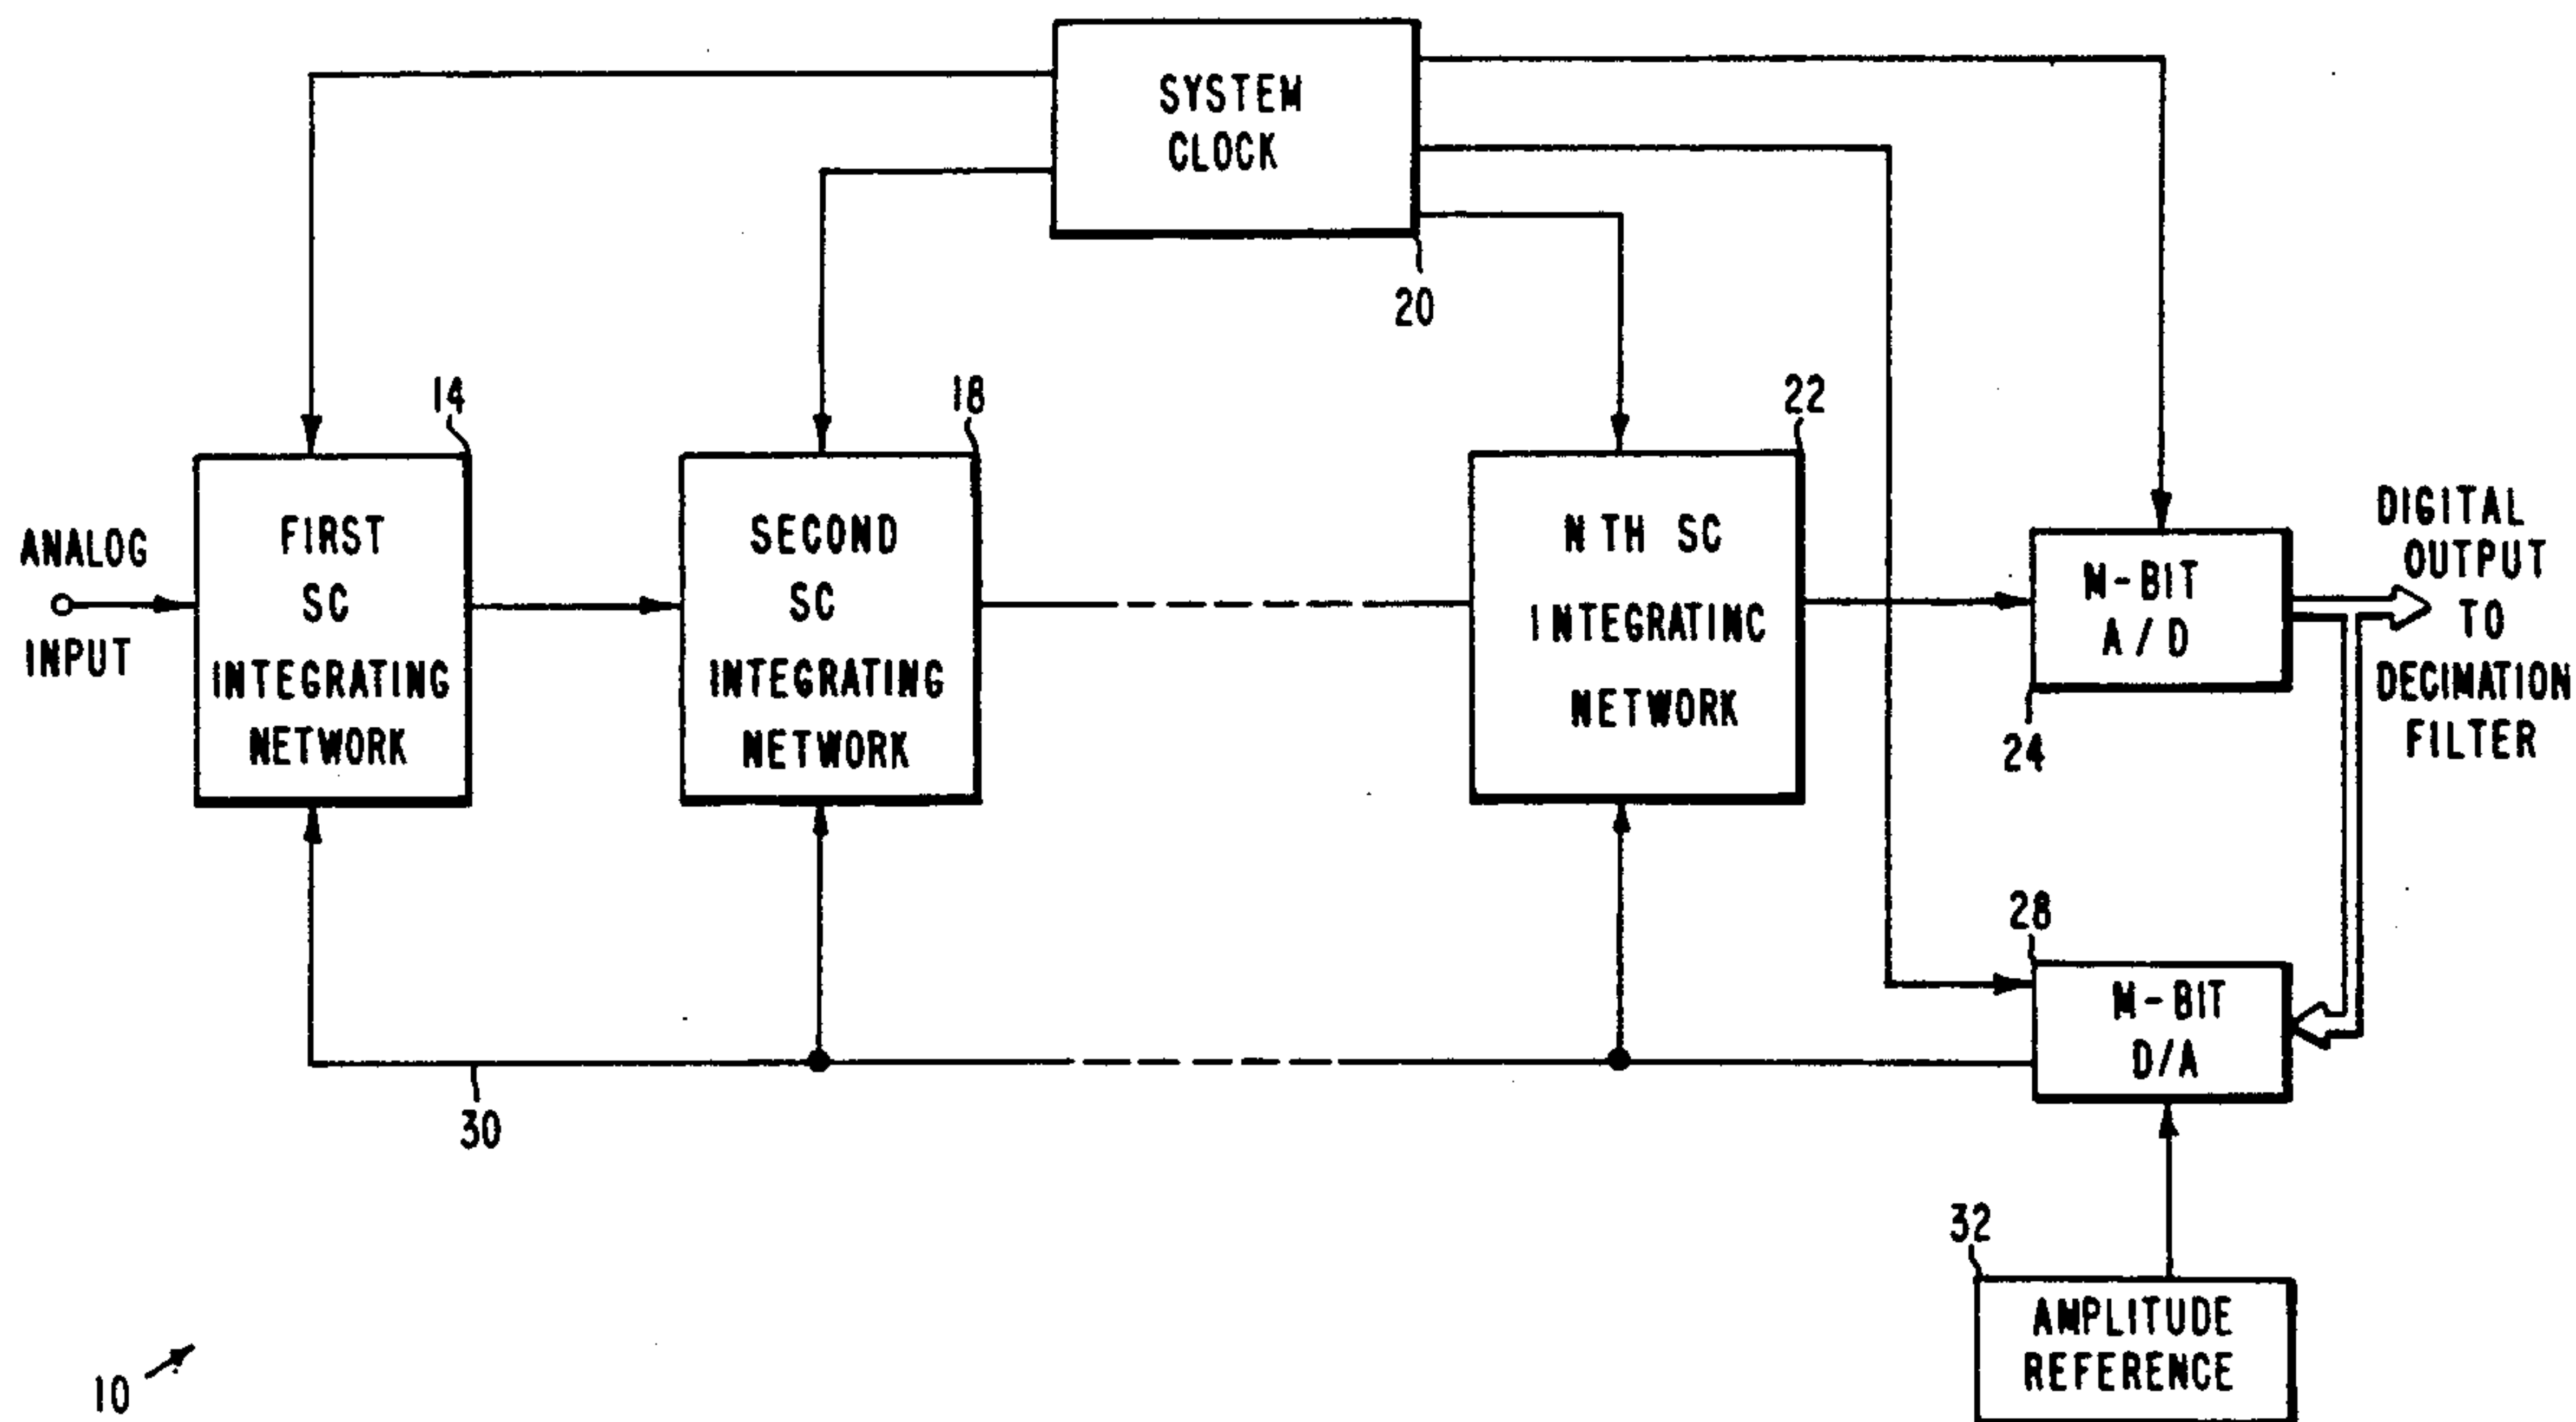 SYSTEM
CLOCK
20
14
18
22
ANALOG
INPUT
FIRST
SC
INTEGRATING
NETWORK
SECOND
SC
INTEGRATING
NETWORK
N TH SC
INTEGRATINC
NETWORK
M-BIT
A/D
24
DIGITAL
OUTPUT
TO
DECIMATION
FILTER
28
M-BIT
D/A
30
32
AMPLITUDE
REFERENCE
10